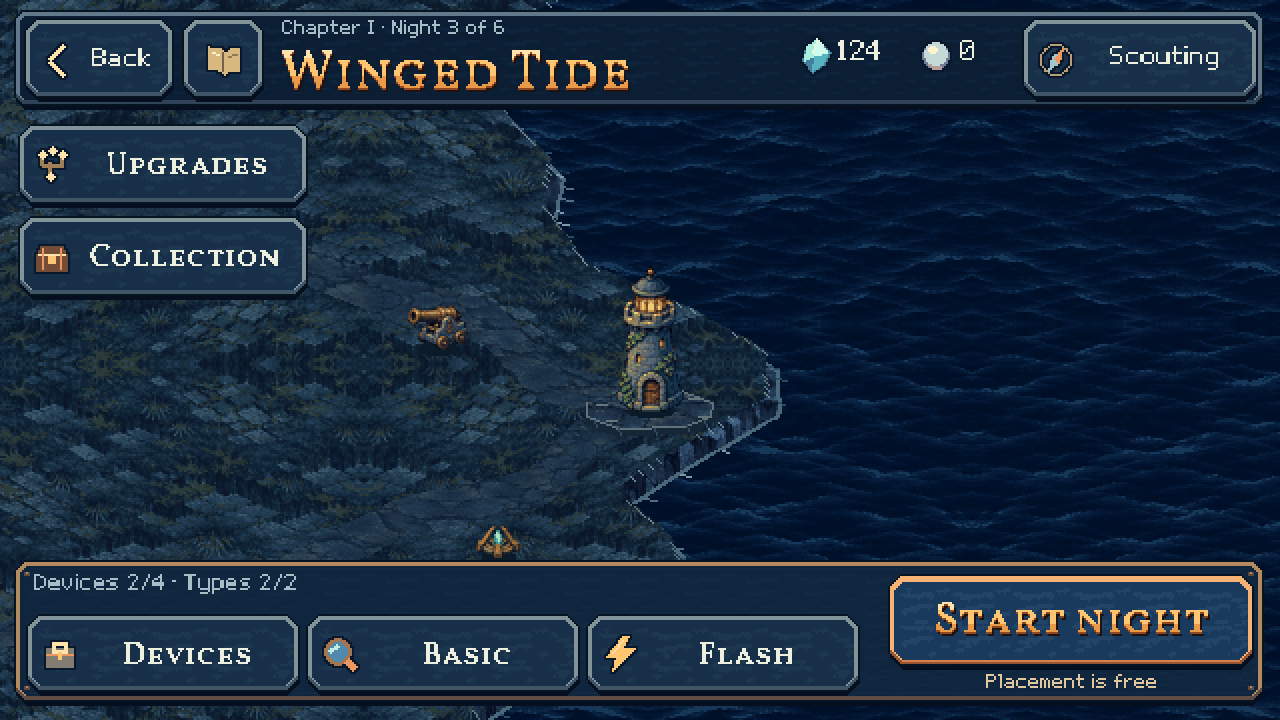 Back
Chapter I · Night 3 of 6
Winged Tide
124
0
Scouting
Upgrades
Collection
Devices 2/4 · Types 2/2
Devices
Basic
Flash
Start night
Placement is free